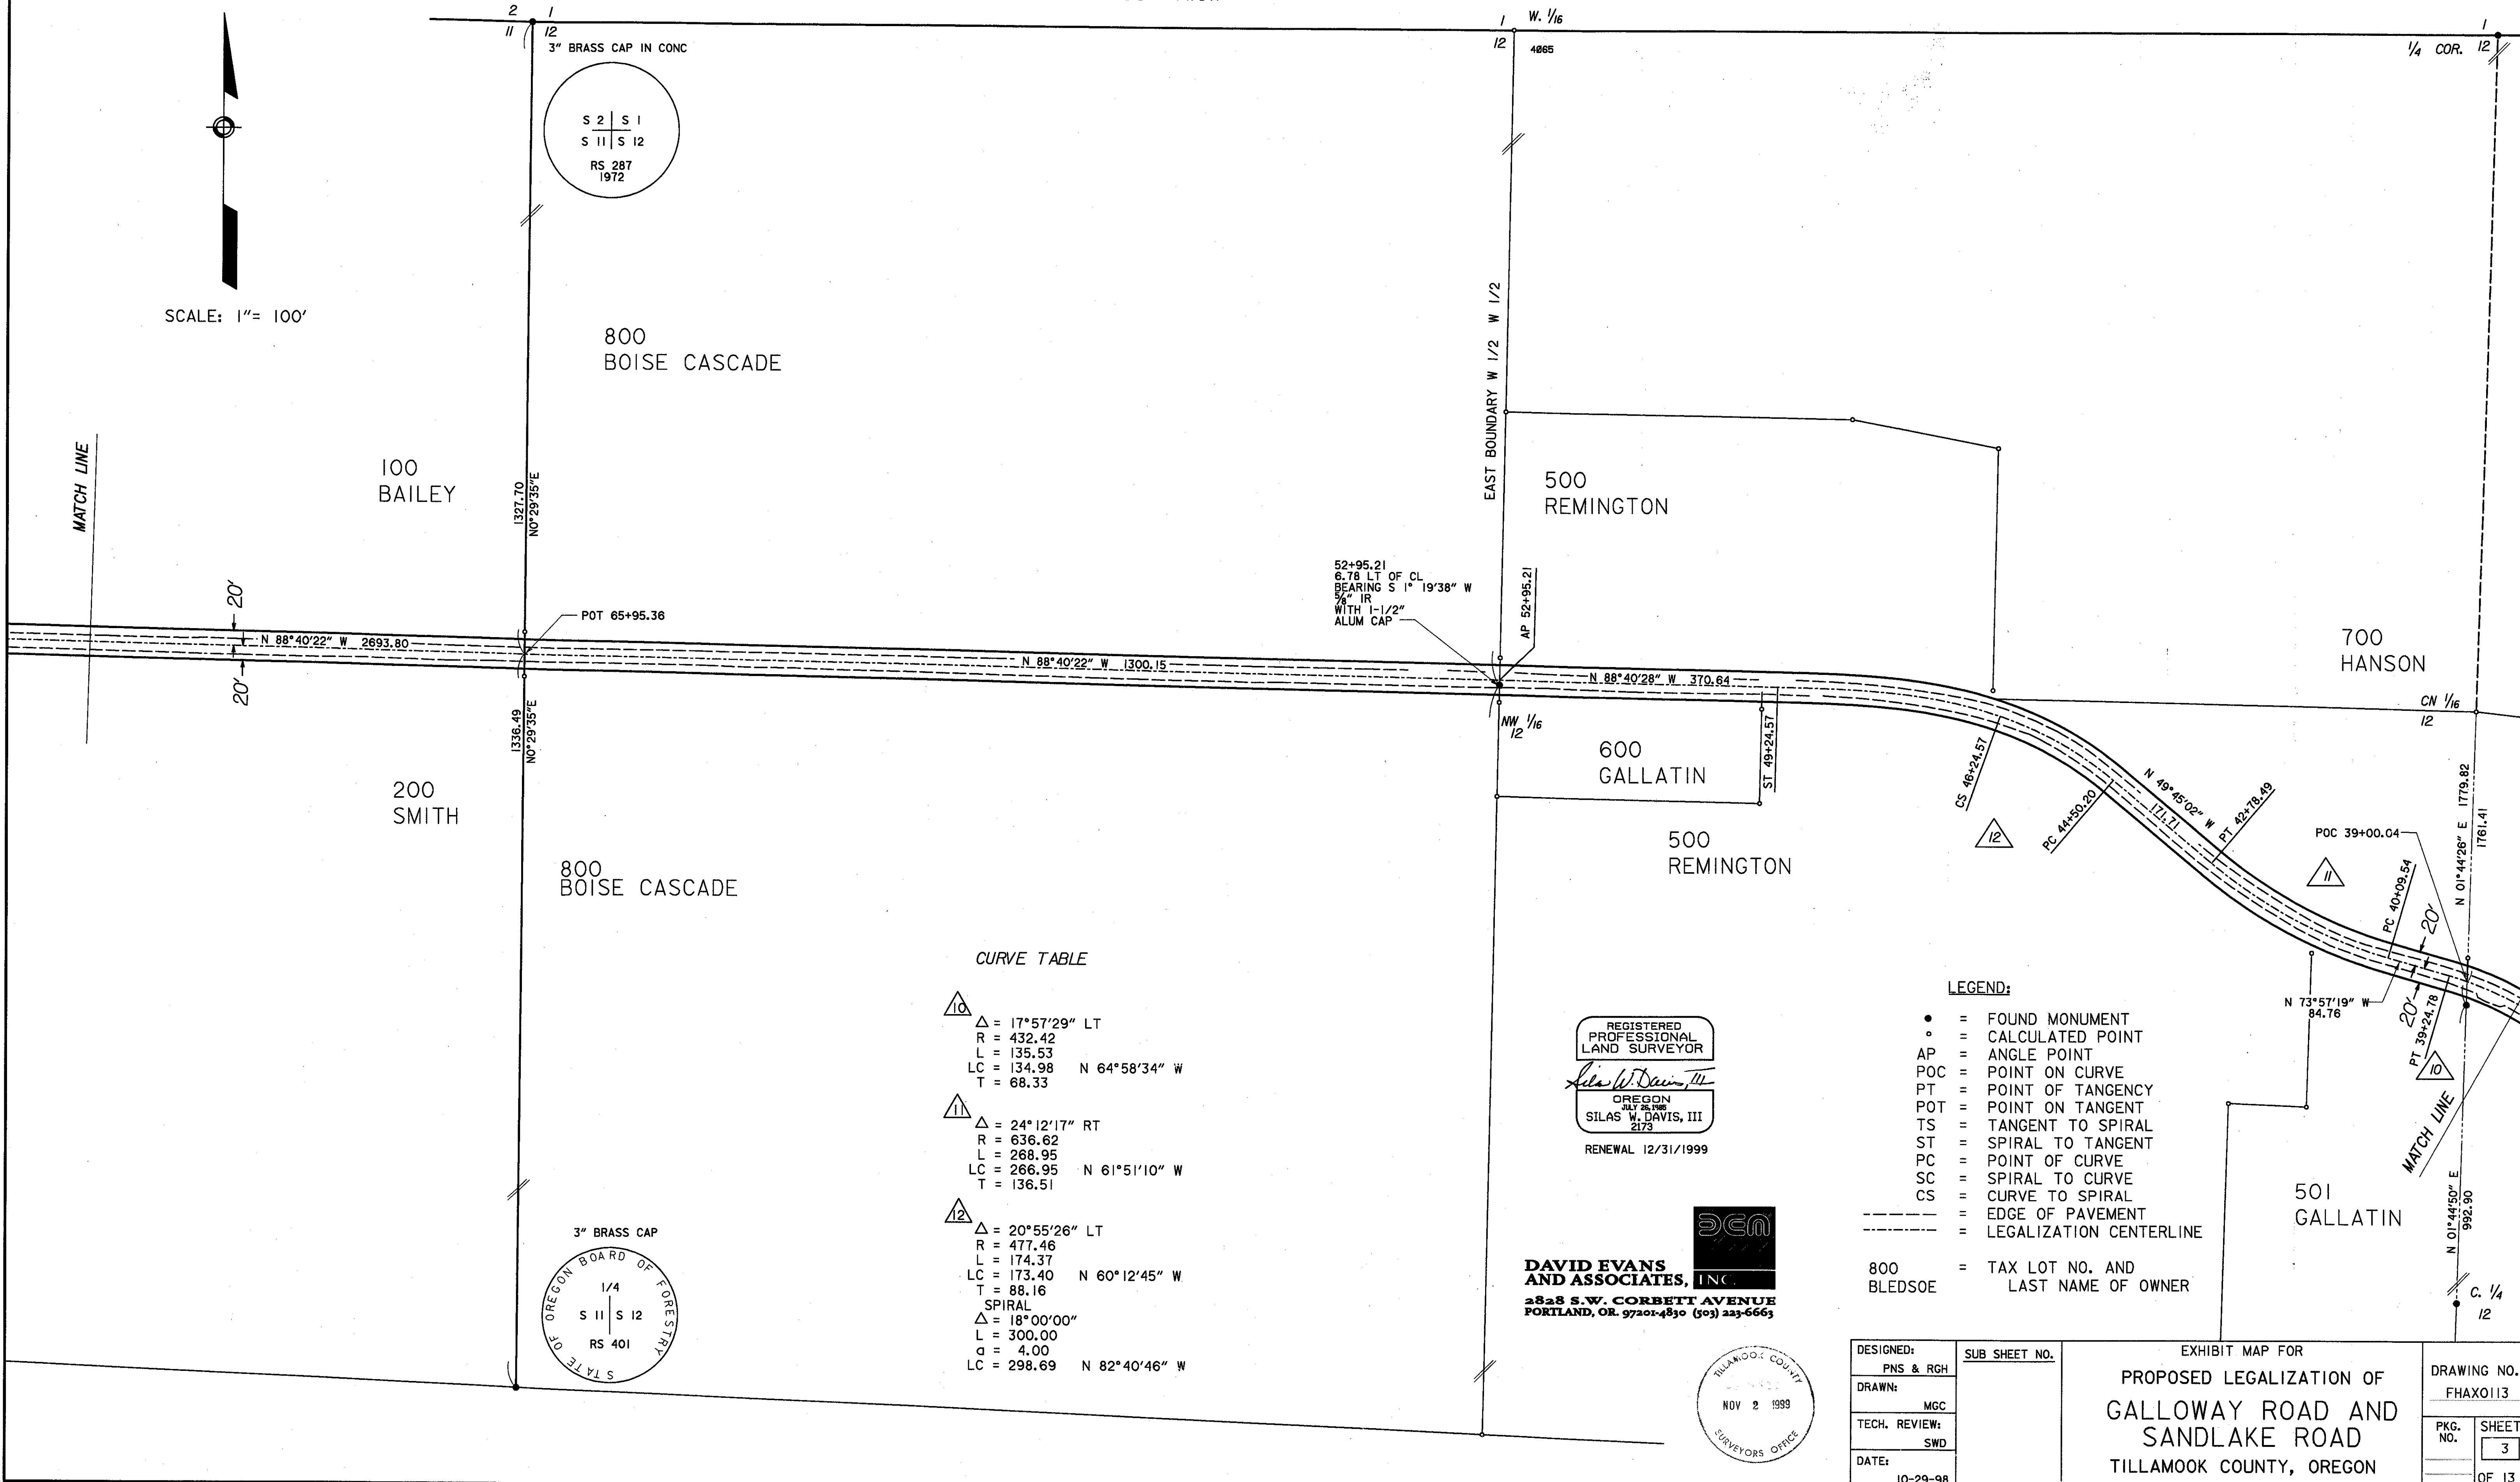 2 1
11 12
3" BRASS CAP IN CONC
S 2 | S 1
S 11 | S 12
RS 287
1972
1 W. 1/16
12 4065
1
1/4 COR. 12
SCALE: 1"= 100'
800
BOISE CASCADE
MATCH LINE
100
BAILEY
1327.70
N0°29'35"E
EAST BOUNDARY W 1/2 W 1/2
500
REMINGTON
52+95.21
6.78 LT OF CL
BEARING S 1° 19'38" W
5/8" IR
WITH 1-1/2"
ALUM CAP
AP 52+95.21
700
HANSON
20'
20'
N 88°40'22" W 2693.80
POT 65+95.36
N 88°40'22" W 1300.15
N 88°40'28" W 370.64
1336.49
N0°29'35"E
NW 1/16
12
600
GALLATIN
ST 49+24.57
CN 1/16
12
CS 46+24.57
12
PC 44+50.20
N 49°45'02" W
171.71
PT 42+78.49
11
POC 39+00.04
N 01°44'26" E 1779.82
1761.41
200
SMITH
500
REMINGTON
800
BOISE CASCADE
PC 40+09.54
20'
20'
N 73°57'19" W
84.76
PT 39+24.78
10
MATCH LINE
CURVE TABLE
10
Δ = 17°57'29" LT
R = 432.42
L = 135.53
LC = 134.98 N 64°58'34" W
T = 68.33
11
Δ = 24°12'17" RT
R = 636.62
L = 268.95
LC = 266.95 N 61°51'10" W
T = 136.51
12
Δ = 20°55'26" LT
R = 477.46
L = 174.37
LC = 173.40 N 60°12'45" W
T = 88.16
SPIRAL
Δ = 18°00'00"
L = 300.00
a = 4.00
LC = 298.69 N 82°40'46" W
REGISTERED
PROFESSIONAL
LAND SURVEYOR
Silas W. Davis, III
OREGON
JULY 26, 1985
SILAS W. DAVIS, III
2173
RENEWAL 12/31/1999
LEGEND:
● = FOUND MONUMENT
○ = CALCULATED POINT
AP = ANGLE POINT
POC = POINT ON CURVE
PT = POINT OF TANGENCY
POT = POINT ON TANGENT
TS = TANGENT TO SPIRAL
ST = SPIRAL TO TANGENT
PC = POINT OF CURVE
SC = SPIRAL TO CURVE
CS = CURVE TO SPIRAL
= EDGE OF PAVEMENT
= LEGALIZATION CENTERLINE
800 = TAX LOT NO. AND
BLEDSOE LAST NAME OF OWNER
501
GALLATIN
N 01°44'50" E
992.90
C. 1/4
12
3" BRASS CAP
STATE OF OREGON BOARD OF FORESTRY
1/4
S 11 | S 12
RS 401
DEA
DAVID EVANS
AND ASSOCIATES, INC.
2828 S.W. CORBETT AVENUE
PORTLAND, OR. 97201-4830 (503) 223-6663
TILLAMOOK COUNTY
NOV 2 1999
SURVEYORS OFFICE
DESIGNED:
PNS & RGH
DRAWN:
MGC
TECH. REVIEW:
SWD
DATE:
10-29-98
SUB SHEET NO.
EXHIBIT MAP FOR
PROPOSED LEGALIZATION OF
GALLOWAY ROAD AND
SANDLAKE ROAD
TILLAMOOK COUNTY, OREGON
DRAWING NO.
FHAX0113
PKG.
NO.
SHEET
3
OF 13